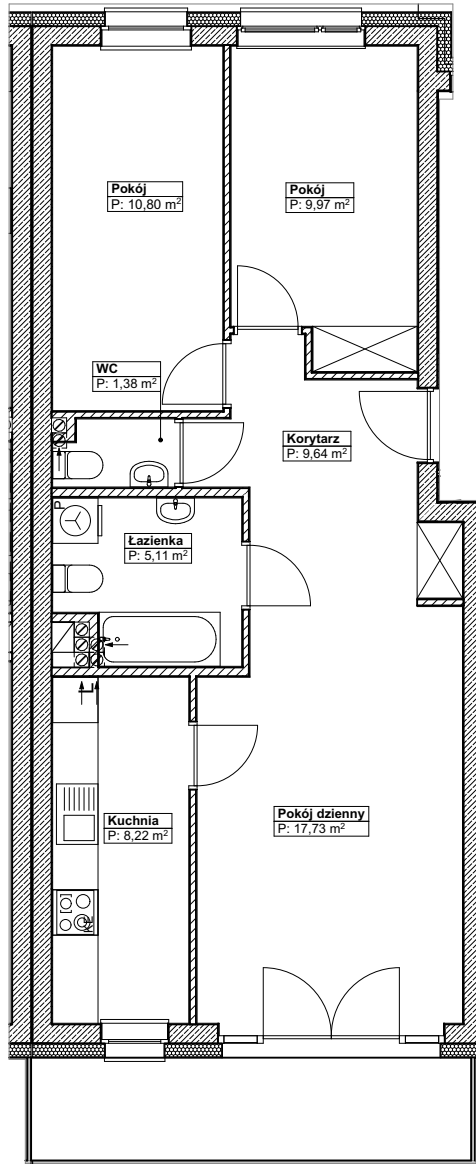 Pokój
P: 10,80 m²
Pokój
P: 9,97 m²
WC
P: 1,38 m²
Korytarz
P: 9,64 m²
P
Łazienka
P: 5,11 m²
L
Kuchnia
P: 8,22 m²
Pokój dzienny
P: 17,73 m²
KE